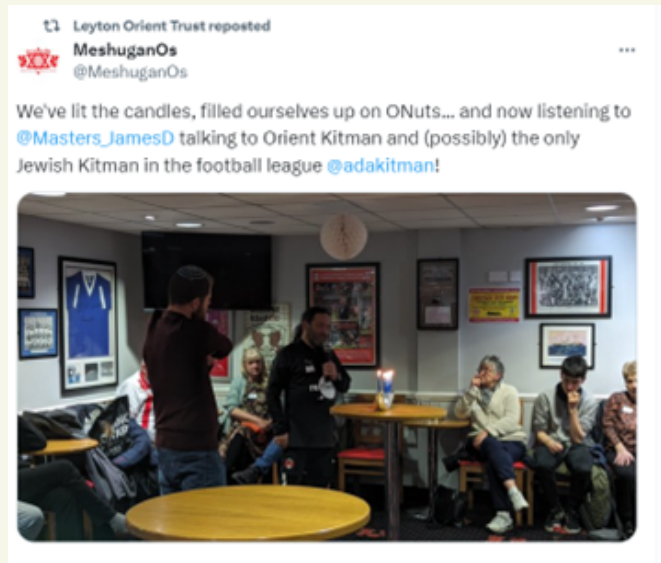 Leyton Orient Trust reposted
MeshuganOs
@MeshuganOs
We've lit the candles, filled ourselves up on ONuts... and now listening to
@Masters_JamesD talking to Orient Kitman and (possibly) the only
Jewish Kitman in the football league @adakitman!